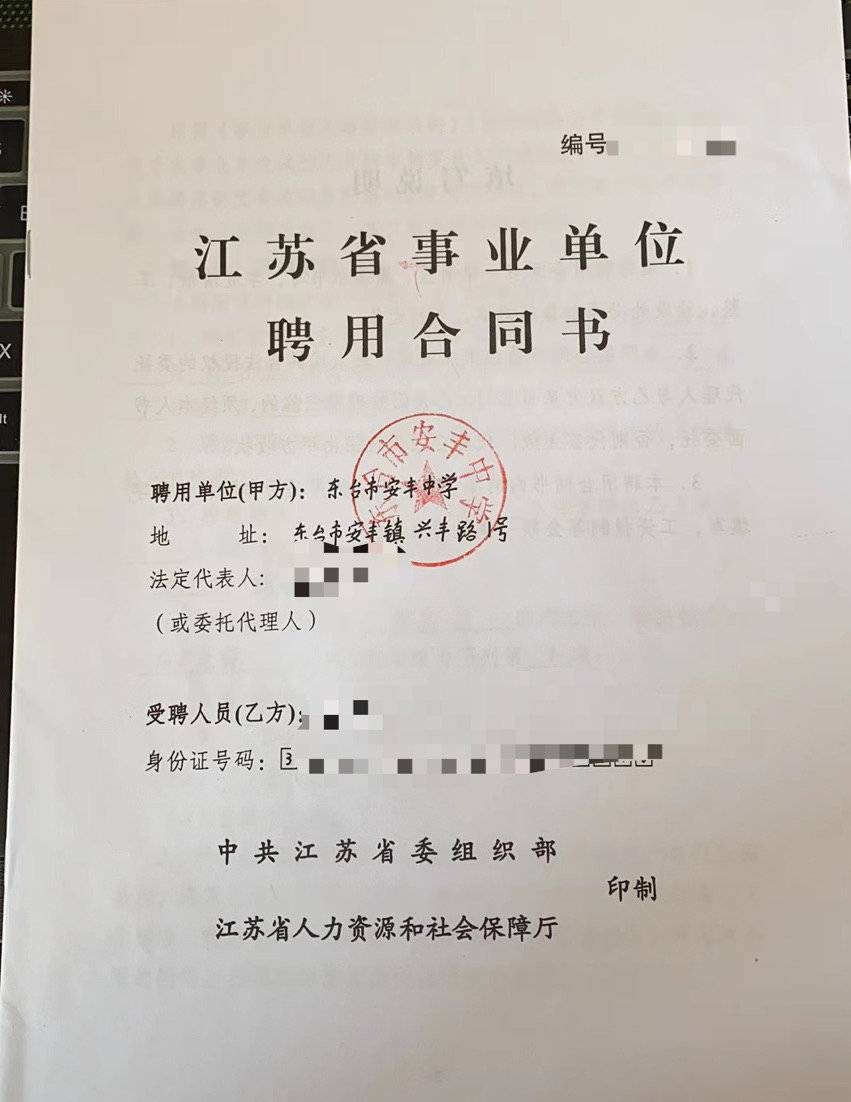 编号
江苏省事业单位
聘用合同书
东台市安丰中学
聘用单位(甲方)：东台市安丰中学
地址：东台市安丰镇兴丰路1号
法定代表人：
（或委托代理人）
受聘人员(乙方)：
身份证号码：3
中共江苏省委组织部
印制
江苏省人力资源和社会保障厅